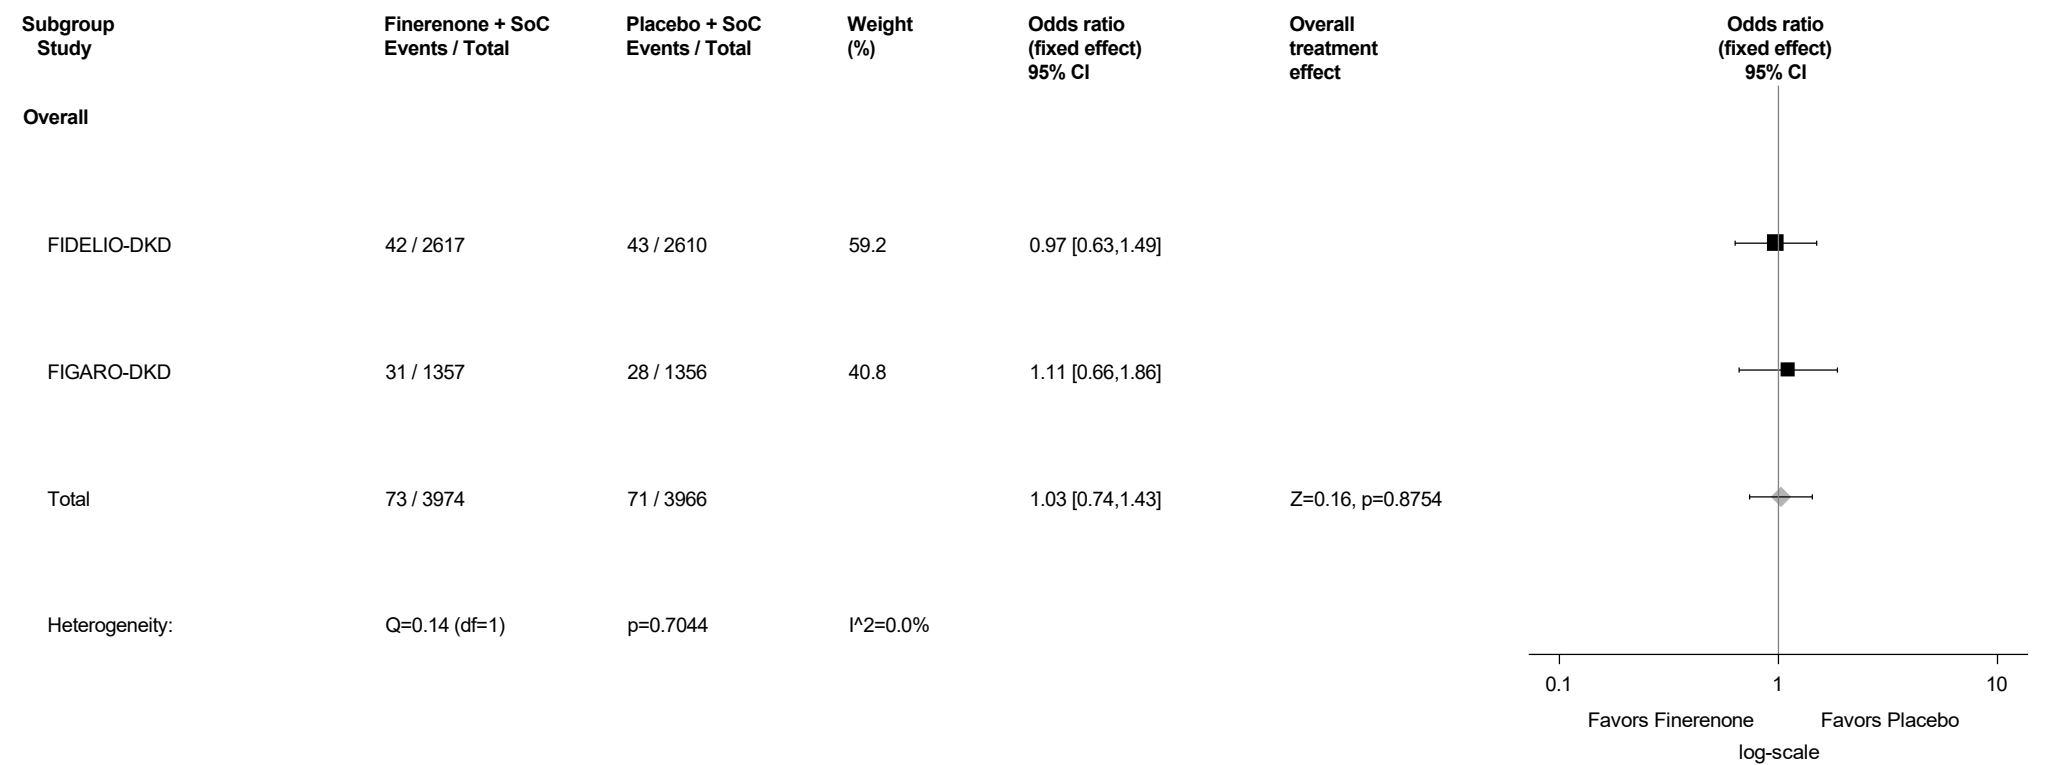 Subgroup Finerenone + SoC Placebo + SoC Weight Odds ratio Overall Odds ratio
Study Events / Total Events / Total (%) (fixed effect) treatment (fixed effect)
95% CI effect 95% CI
Overall
FIDELIO-DKD 42 / 2617 43 / 2610 59.2 0.97 [0.63,1.49]
FIGARO-DKD 31 / 1357 28 / 1356 40.8 1.11 [0.66,1.86]
Total 73 / 3974 71 / 3966 1.03 [0.74,1.43] Z=0.16, p=0.8754
Heterogeneity: Q=0.14 (df=1) p=0.7044 I^2=0.0%
0.1 1 10
Favors Finerenone Favors Placebo
log-scale